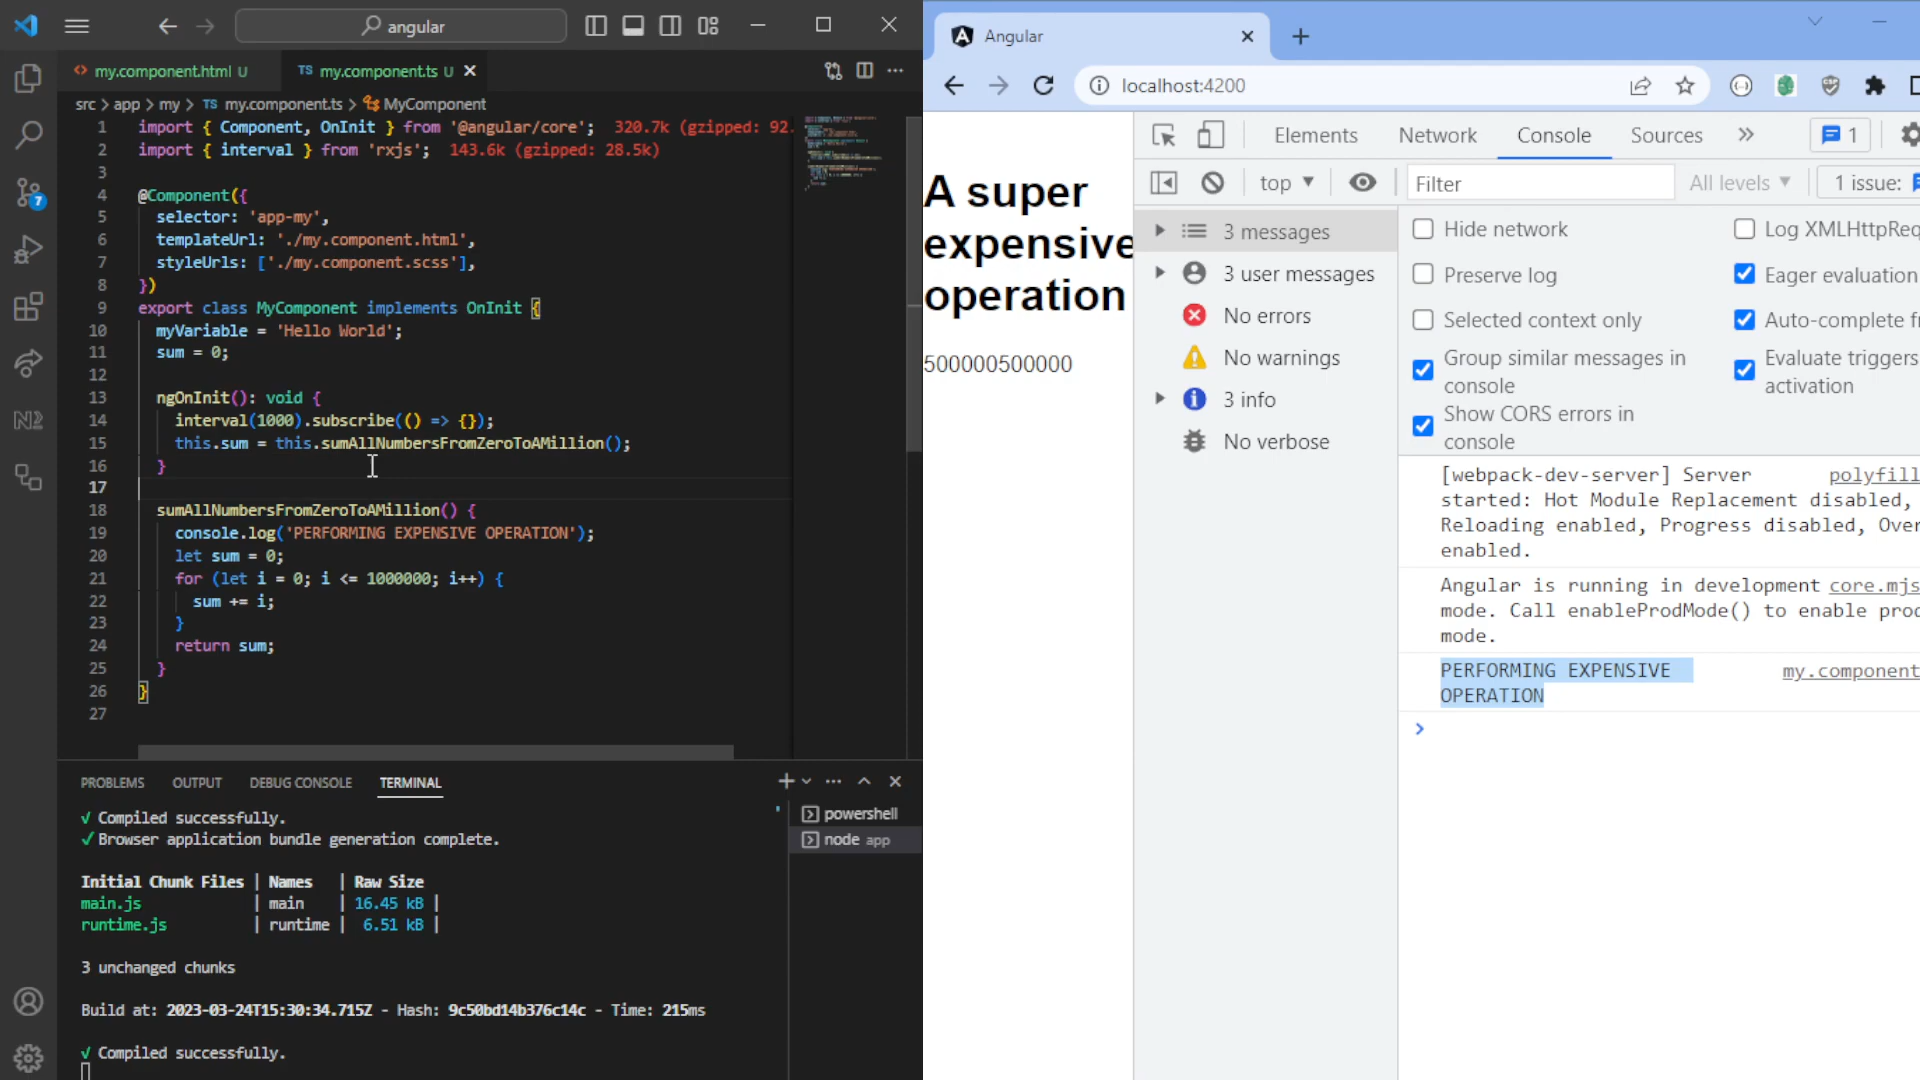 angular
my.component.html U
TS my.component.ts U
src > app > my > TS my.component.ts > MyComponent
1 import { Component, OnInit } from '@angular/core'; 320.7k (gzipped: 92.
2 import { interval } from 'rxjs'; 143.6k (gzipped: 28.5k)
3
4 @Component({
5 selector: 'app-my',
6 templateUrl: './my.component.html',
7 styleUrls: ['./my.component.scss'],
8 })
9 export class MyComponent implements OnInit {
10 myVariable = 'Hello World';
11 sum = 0;
12
13 ngOnInit(): void {
14 interval(1000).subscribe(() => {});
15 this.sum = this.sumAllNumbersFromZeroToAMillion();
16 }
17
18 sumAllNumbersFromZeroToAMillion() {
19 console.log('PERFORMING EXPENSIVE OPERATION');
20 let sum = 0;
21 for (let i = 0; i <= 1000000; i++) {
22 sum += i;
23 }
24 return sum;
25 }
26 }
27
7
PROBLEMS OUTPUT DEBUG CONSOLE TERMINAL
√ Compiled successfully.
✓ Browser application bundle generation complete.
Initial Chunk Files | Names | Raw Size
main.js | main | 16.45 kB |
runtime.js | runtime | 6.51 kB |
3 unchanged chunks
Build at: 2023-03-24T15:30:34.715Z - Hash: 9c50bd14b376c14c - Time: 215ms
√ Compiled successfully.
powershell
node app
Angular
localhost:4200
A super
expensive
operation
500000500000
Elements Network Console Sources » 1
top Filter All levels 1 issue:
3 messages
3 user messages
No errors
No warnings
3 info
No verbose
Hide network
Log XMLHttpReq
Preserve log
Eager evaluation
Selected context only
Auto-complete f
Group similar messages in
console
Evaluate triggers
activation
Show CORS errors in
console
[webpack-dev-server] Server polyfill
started: Hot Module Replacement disabled,
Reloading enabled, Progress disabled, Over
enabled.
Angular is running in development core.mjs
mode. Call enableProdMode() to enable prod
mode.
PERFORMING EXPENSIVE my.component
OPERATION